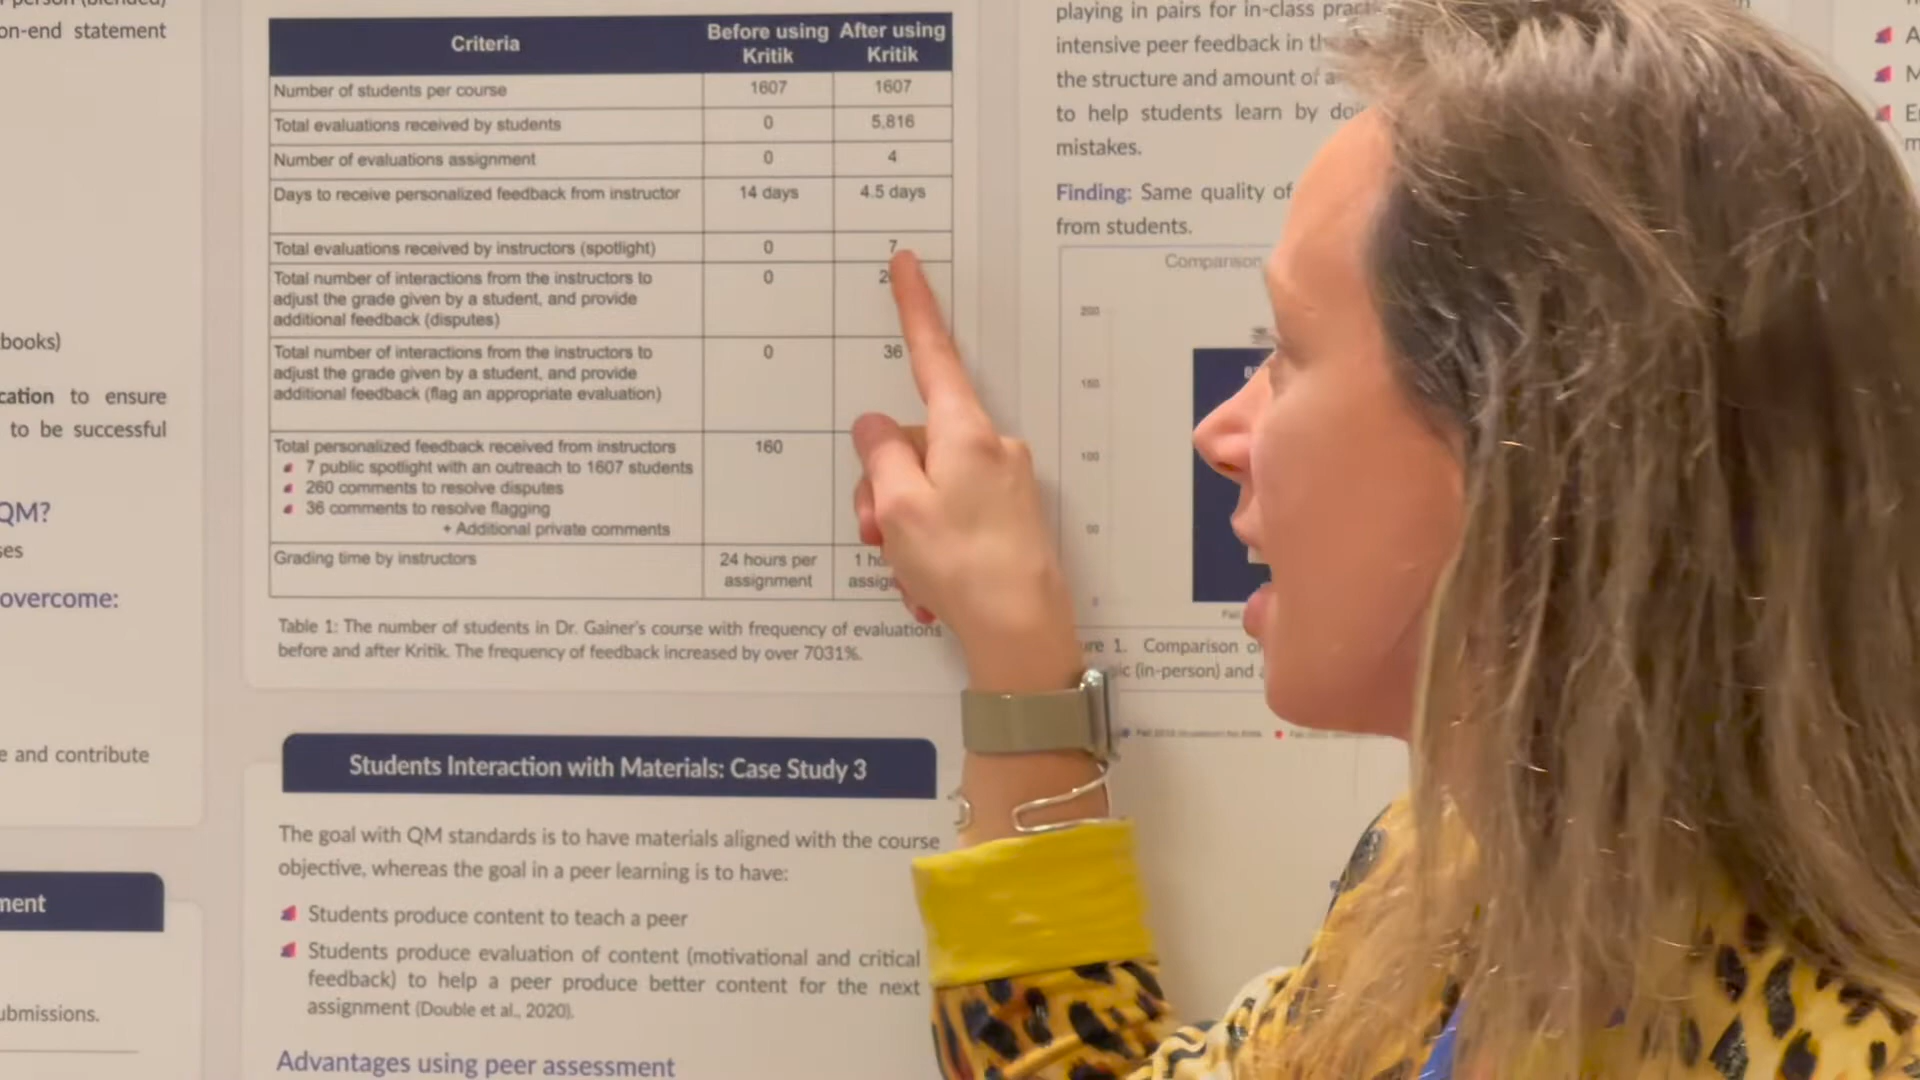 on-end statement
books)
cation to ensure
to be successful
QM?
ses
overcome:
e and contribute
ment
ubmissions.
Criteria
Before using Kritik
After using Kritik
Number of students per course 1607 1607
Total evaluations received by students 0 5,816
Number of evaluations assignment 0 4
Days to receive personalized feedback from instructor 14 days 4.5 days
Total evaluations received by instructors (spotlight) 0 7
Total number of interactions from the instructors to 0
adjust the grade given by a student, and provide
additional feedback (disputes)
Total number of interactions from the instructors to 0 36
adjust the grade given by a student, and provide
additional feedback (flag an appropriate evaluation)
Total personalized feedback received from instructors 160
7 public spotlight with an outreach to 1607 students
260 comments to resolve disputes
36 comments to resolve flagging
+ Additional private comments
Grading time by instructors 24 hours per 1
assignment
Table 1: The number of students in Dr. Gainer's course with frequency of evaluations
before and after Kritik. The frequency of feedback increased by over 7031%.
Students Interaction with Materials: Case Study 3
The goal with QM standards is to have materials aligned with the course
objective, whereas the goal in a peer learning is to have:
Students produce content to teach a peer
Students produce evaluation of content (motivational and critical
feedback) to help a peer produce better content for the next
assignment (Double et al., 2020).
Advantages using peer assessment
playing in pairs for in-class
intensive peer feedback in
the structure and amount of
to help students learn by
mistakes.
Finding: Same quality of
from students.
Comparison
200
150
100
50
0
1. Comparison
(in-person) and